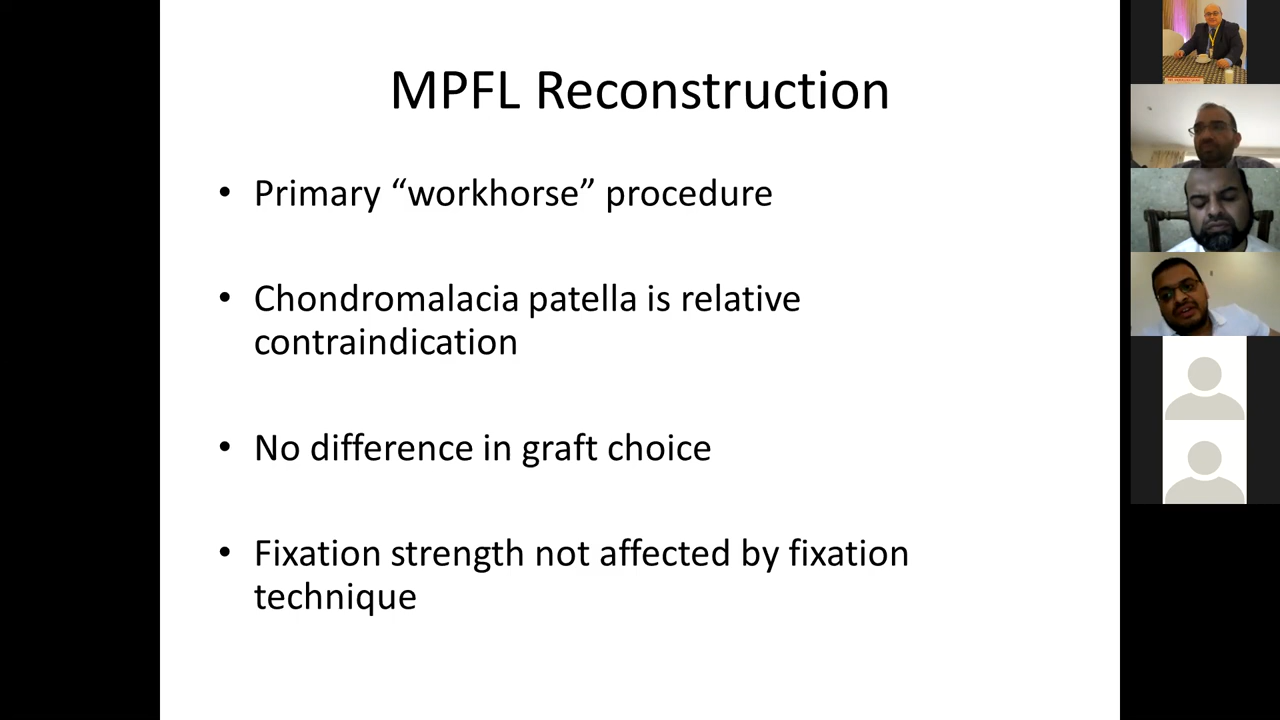 MPFL Reconstruction
• Primary “workhorse” procedure
• Chondromalacia patella is relative
contraindication
• No difference in graft choice
• Fixation strength not affected by fixation
technique